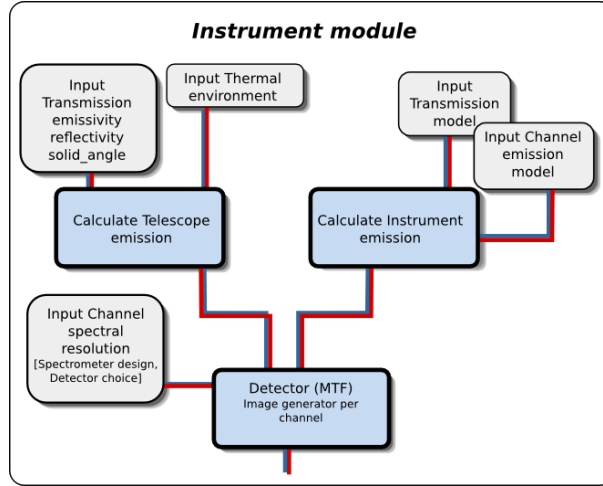 Instrument module
Input
Transmission
emissivity
reflectivity
solid_angle
Input Thermal
environment
Input
Transmission
model
Input Channel
emission
model
Calculate Telescope
emission
Calculate Instrument
emission
Input Channel
spectral
resolution
[Spectrometer design,
Detector choice]
Detector (MTF)
Image generator per
channel